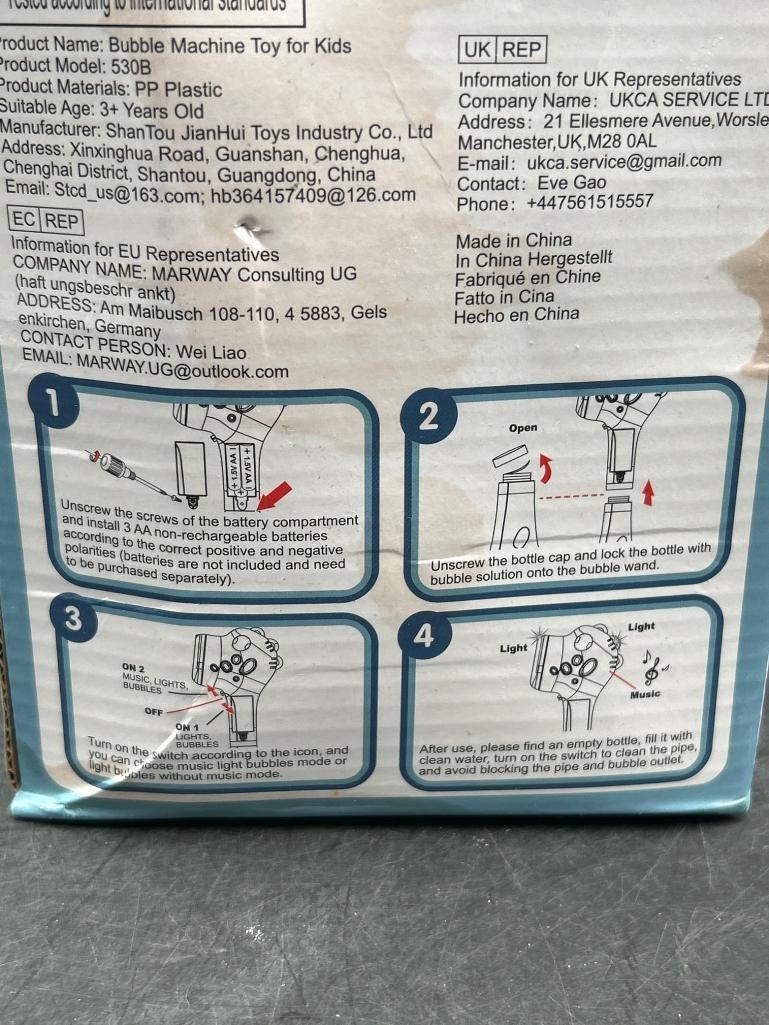 Tested according to international standards
Product Name: Bubble Machine Toy for Kids
Product Model: 530B
Product Materials: PP Plastic
Suitable Age: 3+ Years Old
Manufacturer: ShanTou JianHui Toys Industry Co., Ltd
Address: Xinxinghua Road, Guanshan, Chenghua,
Chenghai District, Shantou, Guangdong, China
Email: Stcd_us@163.com; hb364157409@126.com
EC REP
Information for EU Representatives
COMPANY NAME: MARWAY Consulting UG
(haft ungsbeschr ankt)
ADDRESS: Am Maibusch 108-110, 4 5883, Gels
enkirchen, Germany
CONTACT PERSON: Wei Liao
EMAIL: MARWAY.UG@outlook.com
UK REP
Information for UK Representatives
Company Name: UKCA SERVICE LTD
Address: 21 Ellesmere Avenue,Worsle
Manchester,UK,M28 0AL
E-mail: ukca.service@gmail.com
Contact: Eve Gao
Phone: +447561515557
Made in China
In China Hergestellt
Fabriqué en Chine
Fatto in Cina
Hecho en China
1
+ 1.5V AA
+ 1.5V AA
Unscrew the screws of the battery compartment
and install 3 AA non-rechargeable batteries
according to the correct positive and negative
polarities (batteries are not included and need
to be purchased separately).
2
Open
Unscrew the bottle cap and lock the bottle with
bubble solution onto the bubble wand.
3
ON 2
MUSIC, LIGHTS,
BUBBLES
OFF
ON 1
LIGHTS,
BUBBLES
Turn on the switch according to the icon, and
you can choose music light bubbles mode or
light bubbles without music mode.
4
Light
Light
Music
After use, please find an empty bottle, fill it with
clean water, turn on the switch to clean the pipe,
and avoid blocking the pipe and bubble outlet.